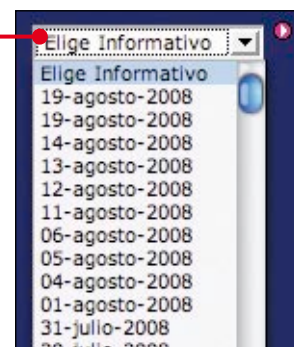 Elige Informativo
Elige Informativo
19-agosto-2008
19-agosto-2008
14-agosto-2008
13-agosto-2008
12-agosto-2008
11-agosto-2008
06-agosto-2008
05-agosto-2008
04-agosto-2008
01-agosto-2008
31-julio-2008